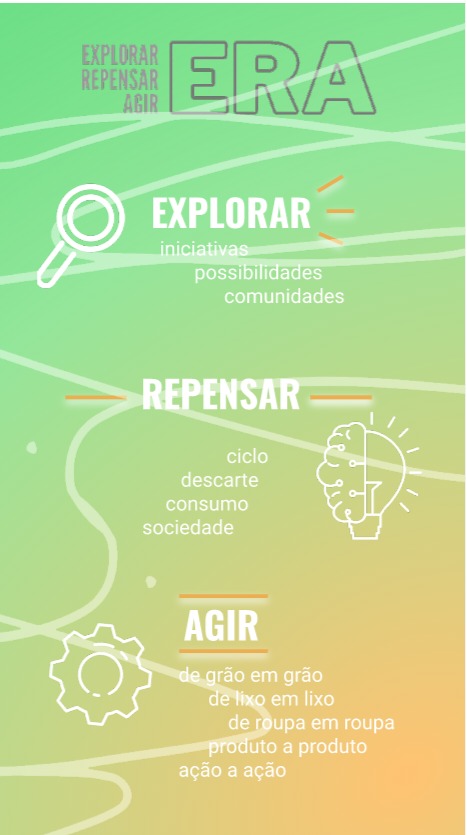 EXPLORAR
REPENSAR
AGIR
ERA
EXPLORAR
iniciativas
possibilidades
comunidades
REPENSAR
ciclo
descarte
consumo
sociedade
AGIR
de grão em grão
de lixo em lixo
de roupa em roupa
produto a produto
ação a ação